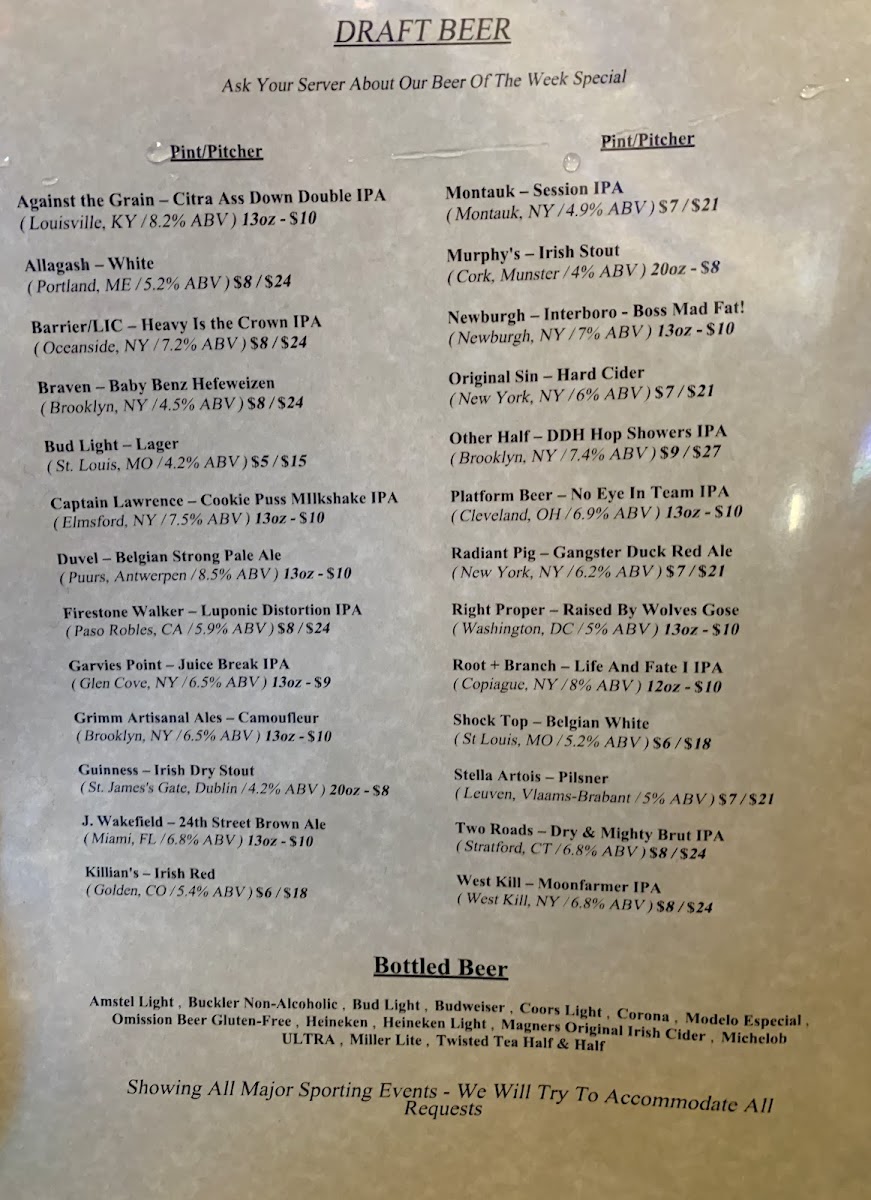 DRAFT BEER
Ask Your Server About Our Beer Of The Week Special
Pint/Pitcher
Against the Grain – Citra Ass Down Double IPA
( Louisville, KY / 8.2% ABV ) 13oz - $10
Allagash – White
( Portland, ME / 5.2% ABV ) $8 / $24
Barrier/LIC – Heavy Is the Crown IPA
( Oceanside, NY / 7.2% ABV ) $8 / $24
Braven – Baby Benz Hefeweizen
( Brooklyn, NY / 4.5% ABV ) $8 / $24
Bud Light – Lager
( St. Louis, MO / 4.2% ABV ) $5 / $15
Captain Lawrence – Cookie Puss MIlkshake IPA
( Elmsford, NY / 7.5% ABV ) 13oz - $10
Duvel – Belgian Strong Pale Ale
( Puurs, Antwerpen / 8.5% ABV ) 13oz - $10
Firestone Walker – Luponic Distortion IPA
( Paso Robles, CA / 5.9% ABV ) $8 / $24
Garvies Point – Juice Break IPA
( Glen Cove, NY / 6.5% ABV ) 13oz - $9
Grimm Artisanal Ales – Camoufleur
( Brooklyn, NY / 6.5% ABV ) 13oz - $10
Guinness – Irish Dry Stout
( St. James's Gate, Dublin / 4.2% ABV ) 20oz - $8
J. Wakefield – 24th Street Brown Ale
( Miami, FL / 6.8% ABV ) 13oz - $10
Killian's – Irish Red
( Golden, CO / 5.4% ABV ) $6 / $18
Pint/Pitcher
Montauk – Session IPA
( Montauk, NY / 4.9% ABV ) $7 / $21
Murphy's – Irish Stout
( Cork, Munster / 4% ABV ) 20oz - $8
Newburgh – Interboro - Boss Mad Fat!
( Newburgh, NY / 7% ABV ) 13oz - $10
Original Sin – Hard Cider
( New York, NY / 6% ABV ) $7 / $21
Other Half – DDH Hop Showers IPA
( Brooklyn, NY / 7.4% ABV ) $9 / $27
Platform Beer – No Eye In Team IPA
( Cleveland, OH / 6.9% ABV ) 13oz - $10
Radiant Pig – Gangster Duck Red Ale
( New York, NY / 6.2% ABV ) $7 / $21
Right Proper – Raised By Wolves Gose
( Washington, DC / 5% ABV ) 13oz - $10
Root + Branch – Life And Fate I IPA
( Copiague, NY / 8% ABV ) 12oz - $10
Shock Top – Belgian White
( St Louis, MO / 5.2% ABV ) $6 / $18
Stella Artois – Pilsner
( Leuven, Vlaams-Brabant / 5% ABV ) $7 / $21
Two Roads – Dry & Mighty Brut IPA
( Stratford, CT / 6.8% ABV ) $8 / $24
West Kill – Moonfarmer IPA
( West Kill, NY / 6.8% ABV ) $8 / $24
Bottled Beer
Amstel Light , Buckler Non-Alcoholic , Bud Light , Budweiser , Coors Light , Corona , Modelo Especial ,
Omission Beer Gluten-Free , Heineken , Heineken Light , Magners Original Irish Cider , Michelob
ULTRA , Miller Lite , Twisted Tea Half & Half
Showing All Major Sporting Events - We Will Try To Accommodate All
Requests